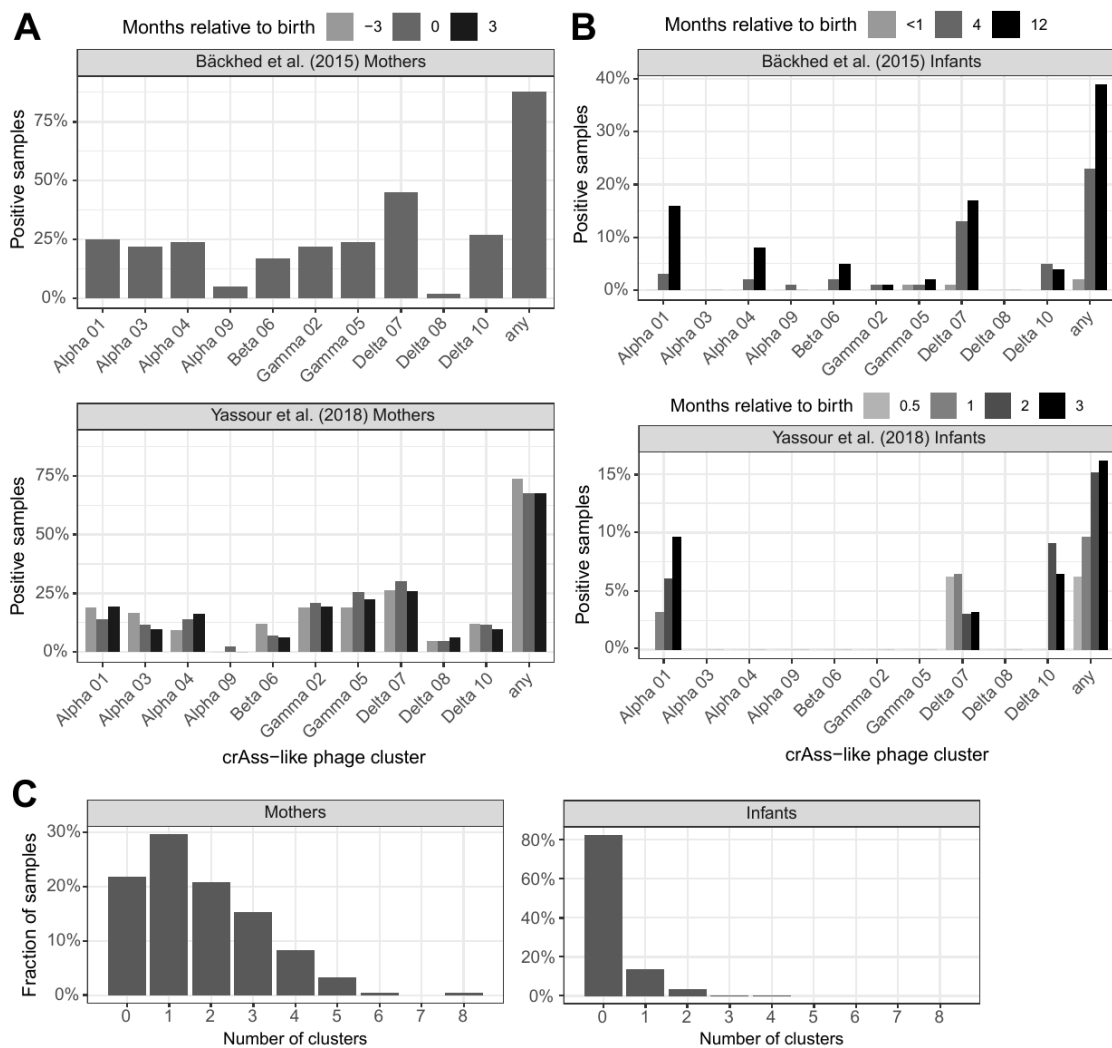 A
Months relative to birth −3 0 3
Bäckhed et al. (2015) Mothers
Positive samples
75%
50%
25%
0%
Alpha 01
Alpha 03
Alpha 04
Alpha 09
Beta 06
Gamma 02
Gamma 05
Delta 07
Delta 08
Delta 10
any
Yassour et al. (2018) Mothers
Positive samples
75%
50%
25%
0%
Alpha 01
Alpha 03
Alpha 04
Alpha 09
Beta 06
Gamma 02
Gamma 05
Delta 07
Delta 08
Delta 10
any
crAss−like phage cluster
B
Months relative to birth <1 4 12
Bäckhed et al. (2015) Infants
Positive samples
40%
30%
20%
10%
0%
Alpha 01
Alpha 03
Alpha 04
Alpha 09
Beta 06
Gamma 02
Gamma 05
Delta 07
Delta 08
Delta 10
any
Months relative to birth 0.5 1 2 3
Yassour et al. (2018) Infants
Positive samples
15%
10%
5%
0%
Alpha 01
Alpha 03
Alpha 04
Alpha 09
Beta 06
Gamma 02
Gamma 05
Delta 07
Delta 08
Delta 10
any
crAss−like phage cluster
C
Mothers
Fraction of samples
30%
20%
10%
0%
0 1 2 3 4 5 6 7 8
Number of clusters
Infants
80%
60%
40%
20%
0%
0 1 2 3 4 5 6 7 8
Number of clusters